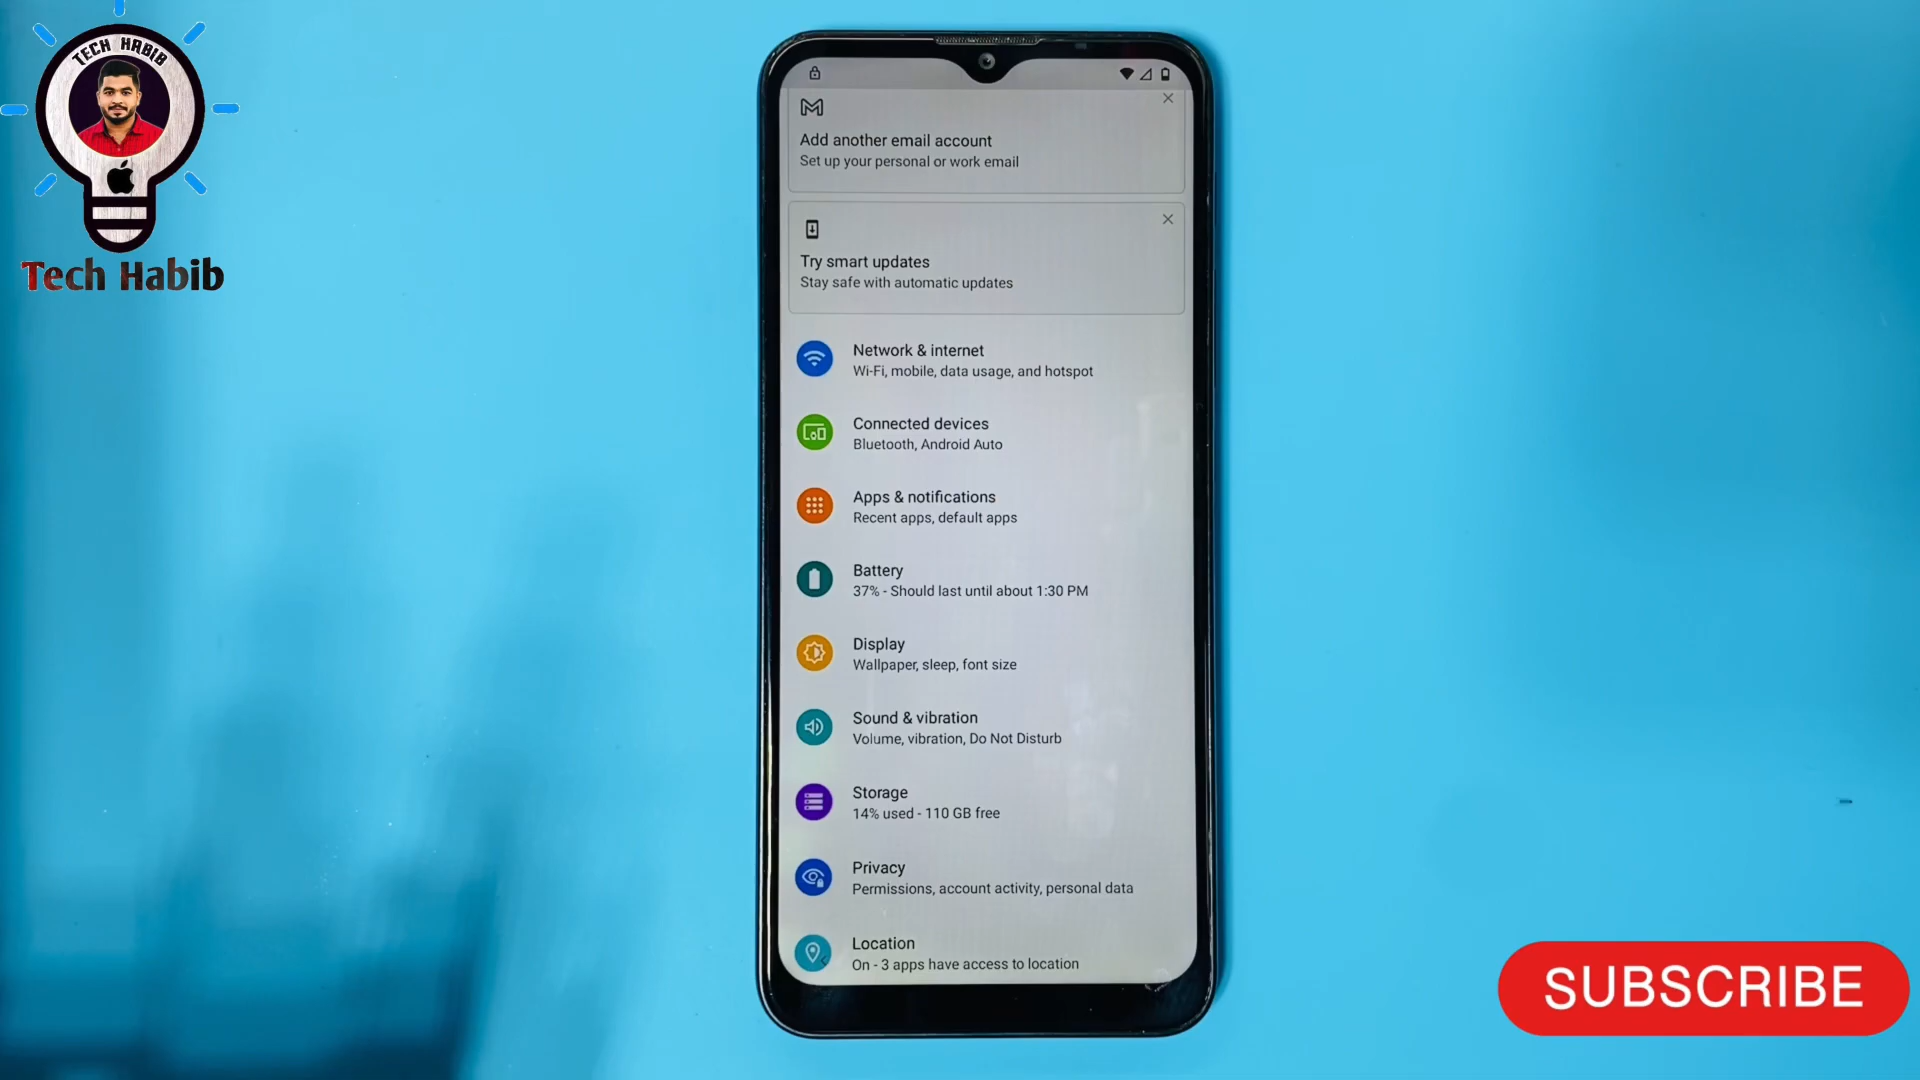 TECH HABIB
Tech Habib
Add another email account
Set up your personal or work email
Try smart updates
Stay safe with automatic updates
Network & internet
Wi-Fi, mobile, data usage, and hotspot
Connected devices
Bluetooth, Android Auto
Apps & notifications
Recent apps, default apps
Battery
37% - Should last until about 1:30 PM
Display
Wallpaper, sleep, font size
Sound & vibration
Volume, vibration, Do Not Disturb
Storage
14% used - 110 GB free
Privacy
Permissions, account activity, personal data
Location
On - 3 apps have access to location
SUBSCRIBE